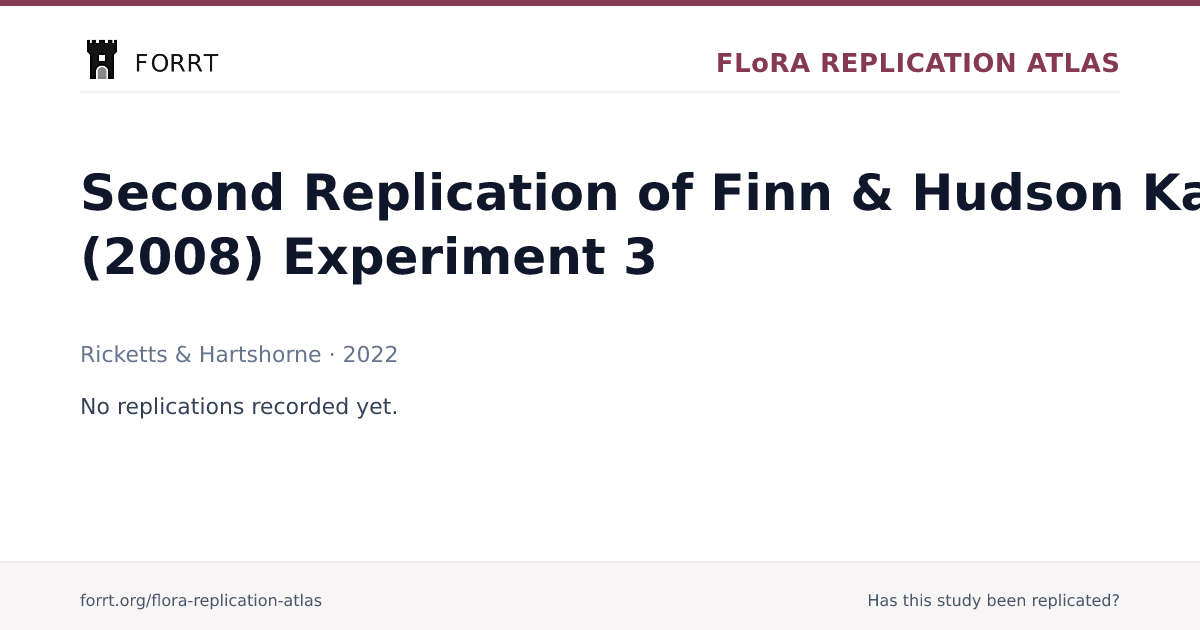 FORRT
FLoRA REPLICATION ATLAS
Second Replication of Finn & Hudson Ka
(2008) Experiment 3
Ricketts & Hartshorne · 2022
No replications recorded yet.
forrt.org/flora-replication-atlas
Has this study been replicated?